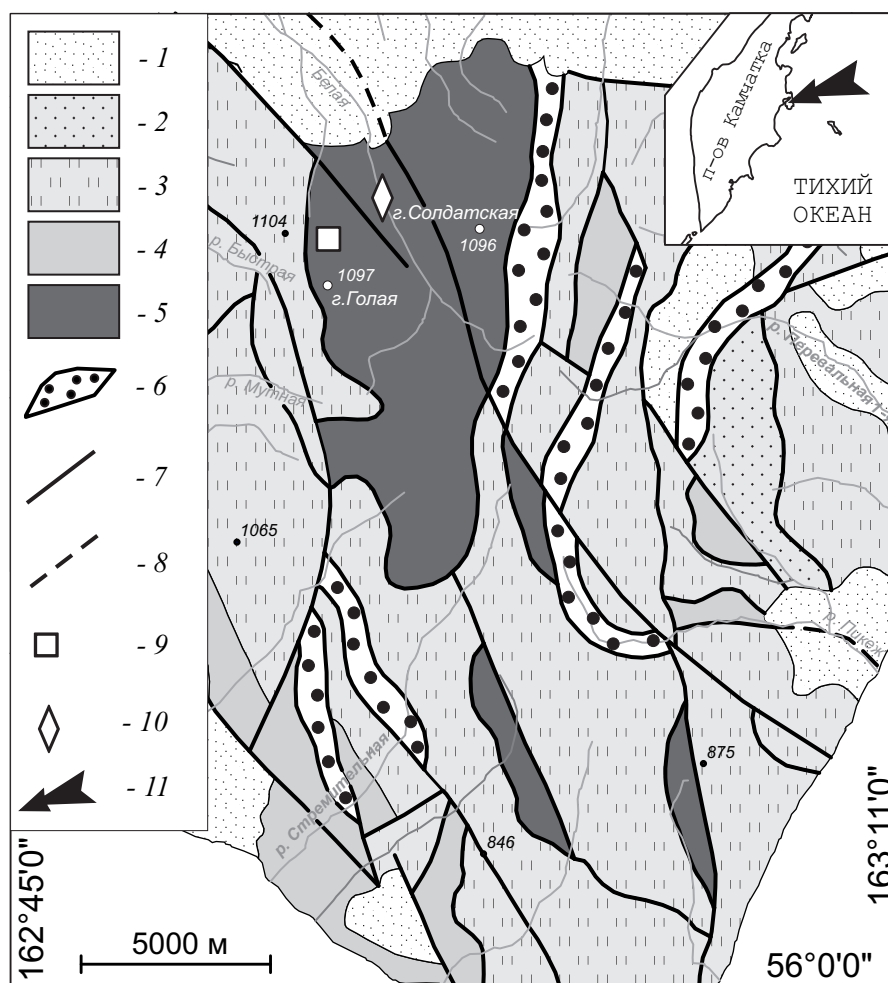 - 1
- 2
- 3
- 4
- 5
- 6
- 7
- 8
- 9
- 10
- 11
Белая
п-ов Камчатка
ТИХИЙ
ОКЕАН
г.Солдатская
1096
1104
р. Быстрая
1097
г.Голая
р. Мутная
р. Перевальная 1-я
1065
р. Пикеж
р. Стремительная
875
846
162°45'0"
163°11'0"
5000 м
56°0'0"